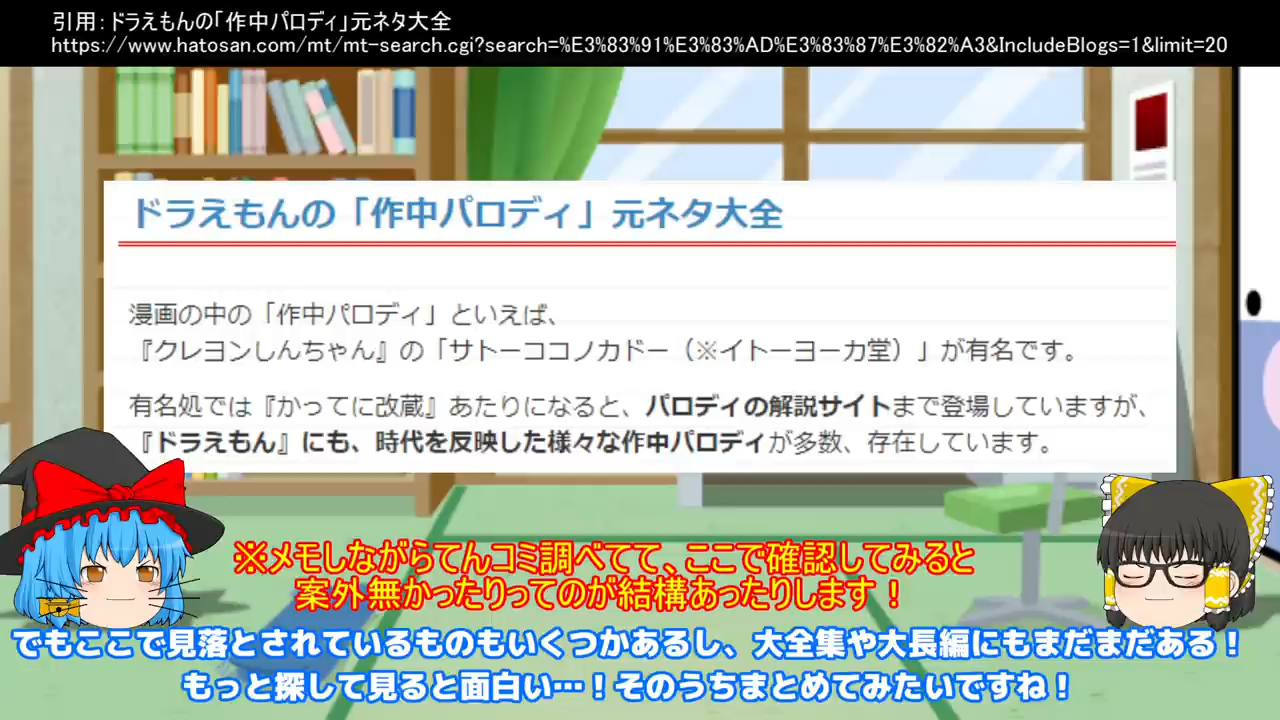 引用：ドラえもんの「作中パロディ」元ネタ大全
https://www.hatosan.com/mt/mt-search.cgi?search=%E3%83%91%E3%83%AD%E3%83%87%E3%82%A3&IncludeBlogs=1&limit=20
ドラえもんの「作中パロディ」元ネタ大全
漫画の中の「作中パロディ」といえば、
『クレヨンしんちゃん』の「サトーココノカドー（※イトーヨーカ堂）」が有名です。
有名処では『かってに改蔵』あたりになると、パロディの解説サイトまで登場していますが、
『ドラえもん』にも、時代を反映した様々な作中パロディが多数、存在しています。
※メモしながらてんコミ調べてて、ここで確認してみると
案外無かったりってのが結構あったりします！
でもここで見落とされているものもいくつかあるし、大全集や大長編にもまだまだある！
もっと探して見ると面白い…！そのうちまとめてみたいですね！